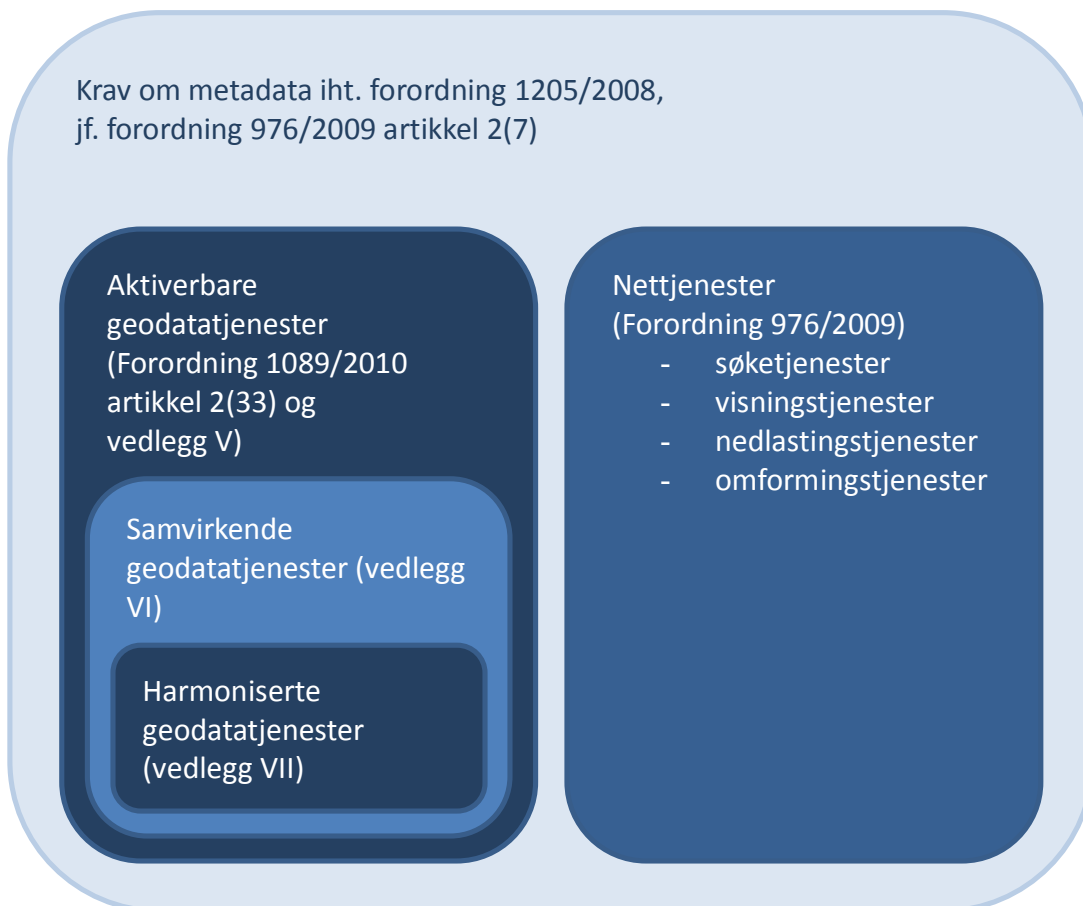 Krav om metadata iht. forordning 1205/2008,
jf. forordning 976/2009 artikkel 2(7)
Aktiverbare
geodatatjenester
(Forordning 1089/2010
artikkel 2(33) og
vedlegg V)
Samvirkende
geodatatjenester (vedlegg
VI)
Harmoniserte
geodatatjenester
(vedlegg VII)
Nettjenester
(Forordning 976/2009)
- søketjenester
- visningstjenester
- nedlastingstjenester
- omformingstjenester